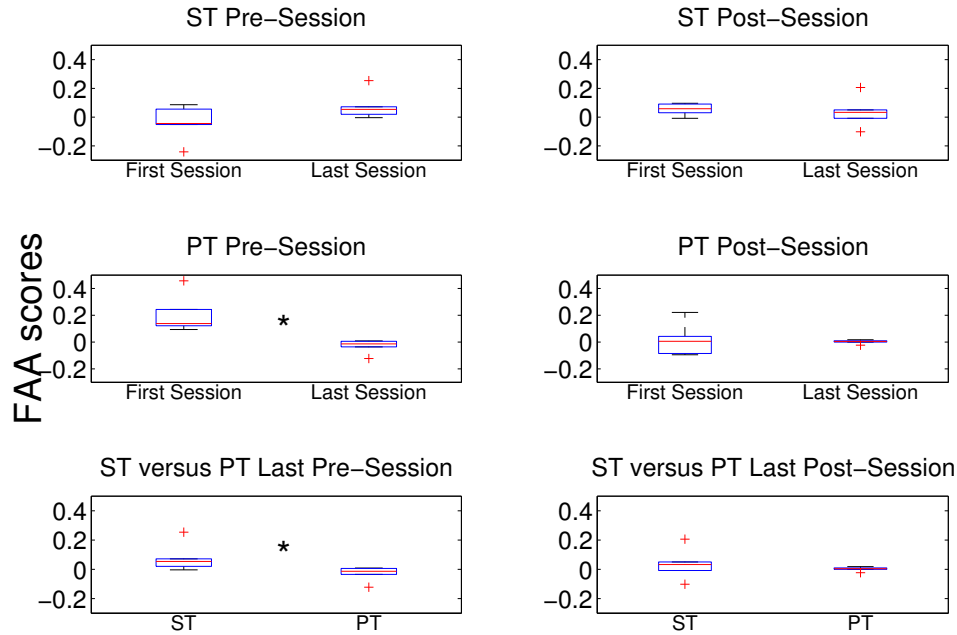 ST Pre−Session
0.4
0.2
0
−0.2
First Session Last Session
ST Post−Session
0.4
0.2
0
−0.2
First Session Last Session
FAA scores
PT Pre−Session
0.4
0.2
0
−0.2
*
First Session Last Session
PT Post−Session
0.4
0.2
0
−0.2
First Session Last Session
ST versus PT Last Pre−Session
0.4
0.2
0
−0.2
*
ST PT
ST versus PT Last Post−Session
0.4
0.2
0
−0.2
ST PT